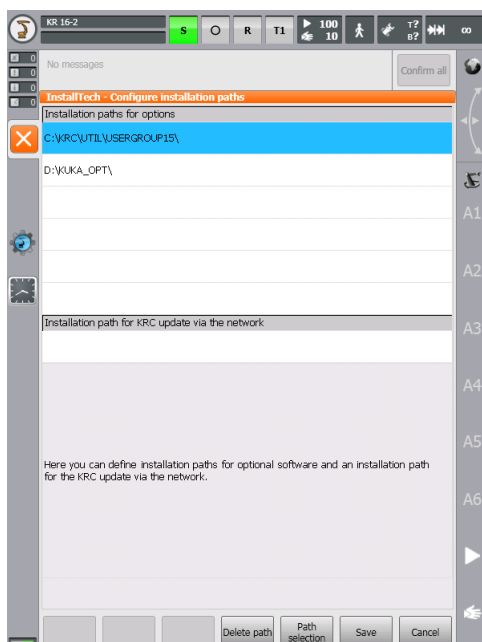 KR 16-2
S
O
R
T1
100
10
T?
B?
∞
0
0
0
0
No messages
Confirm all
InstallTech - Configure installation paths
Installation paths for options
C:\KRC\UTIL\USERGROUP15\
D:\KUKA_OPT\
Installation path for KRC update via the network
Here you can define installation paths for optional software and an installation path
for the KRC update via the network.
A1
A2
A3
A4
A5
A6
Delete path
Path
selection
Save
Cancel